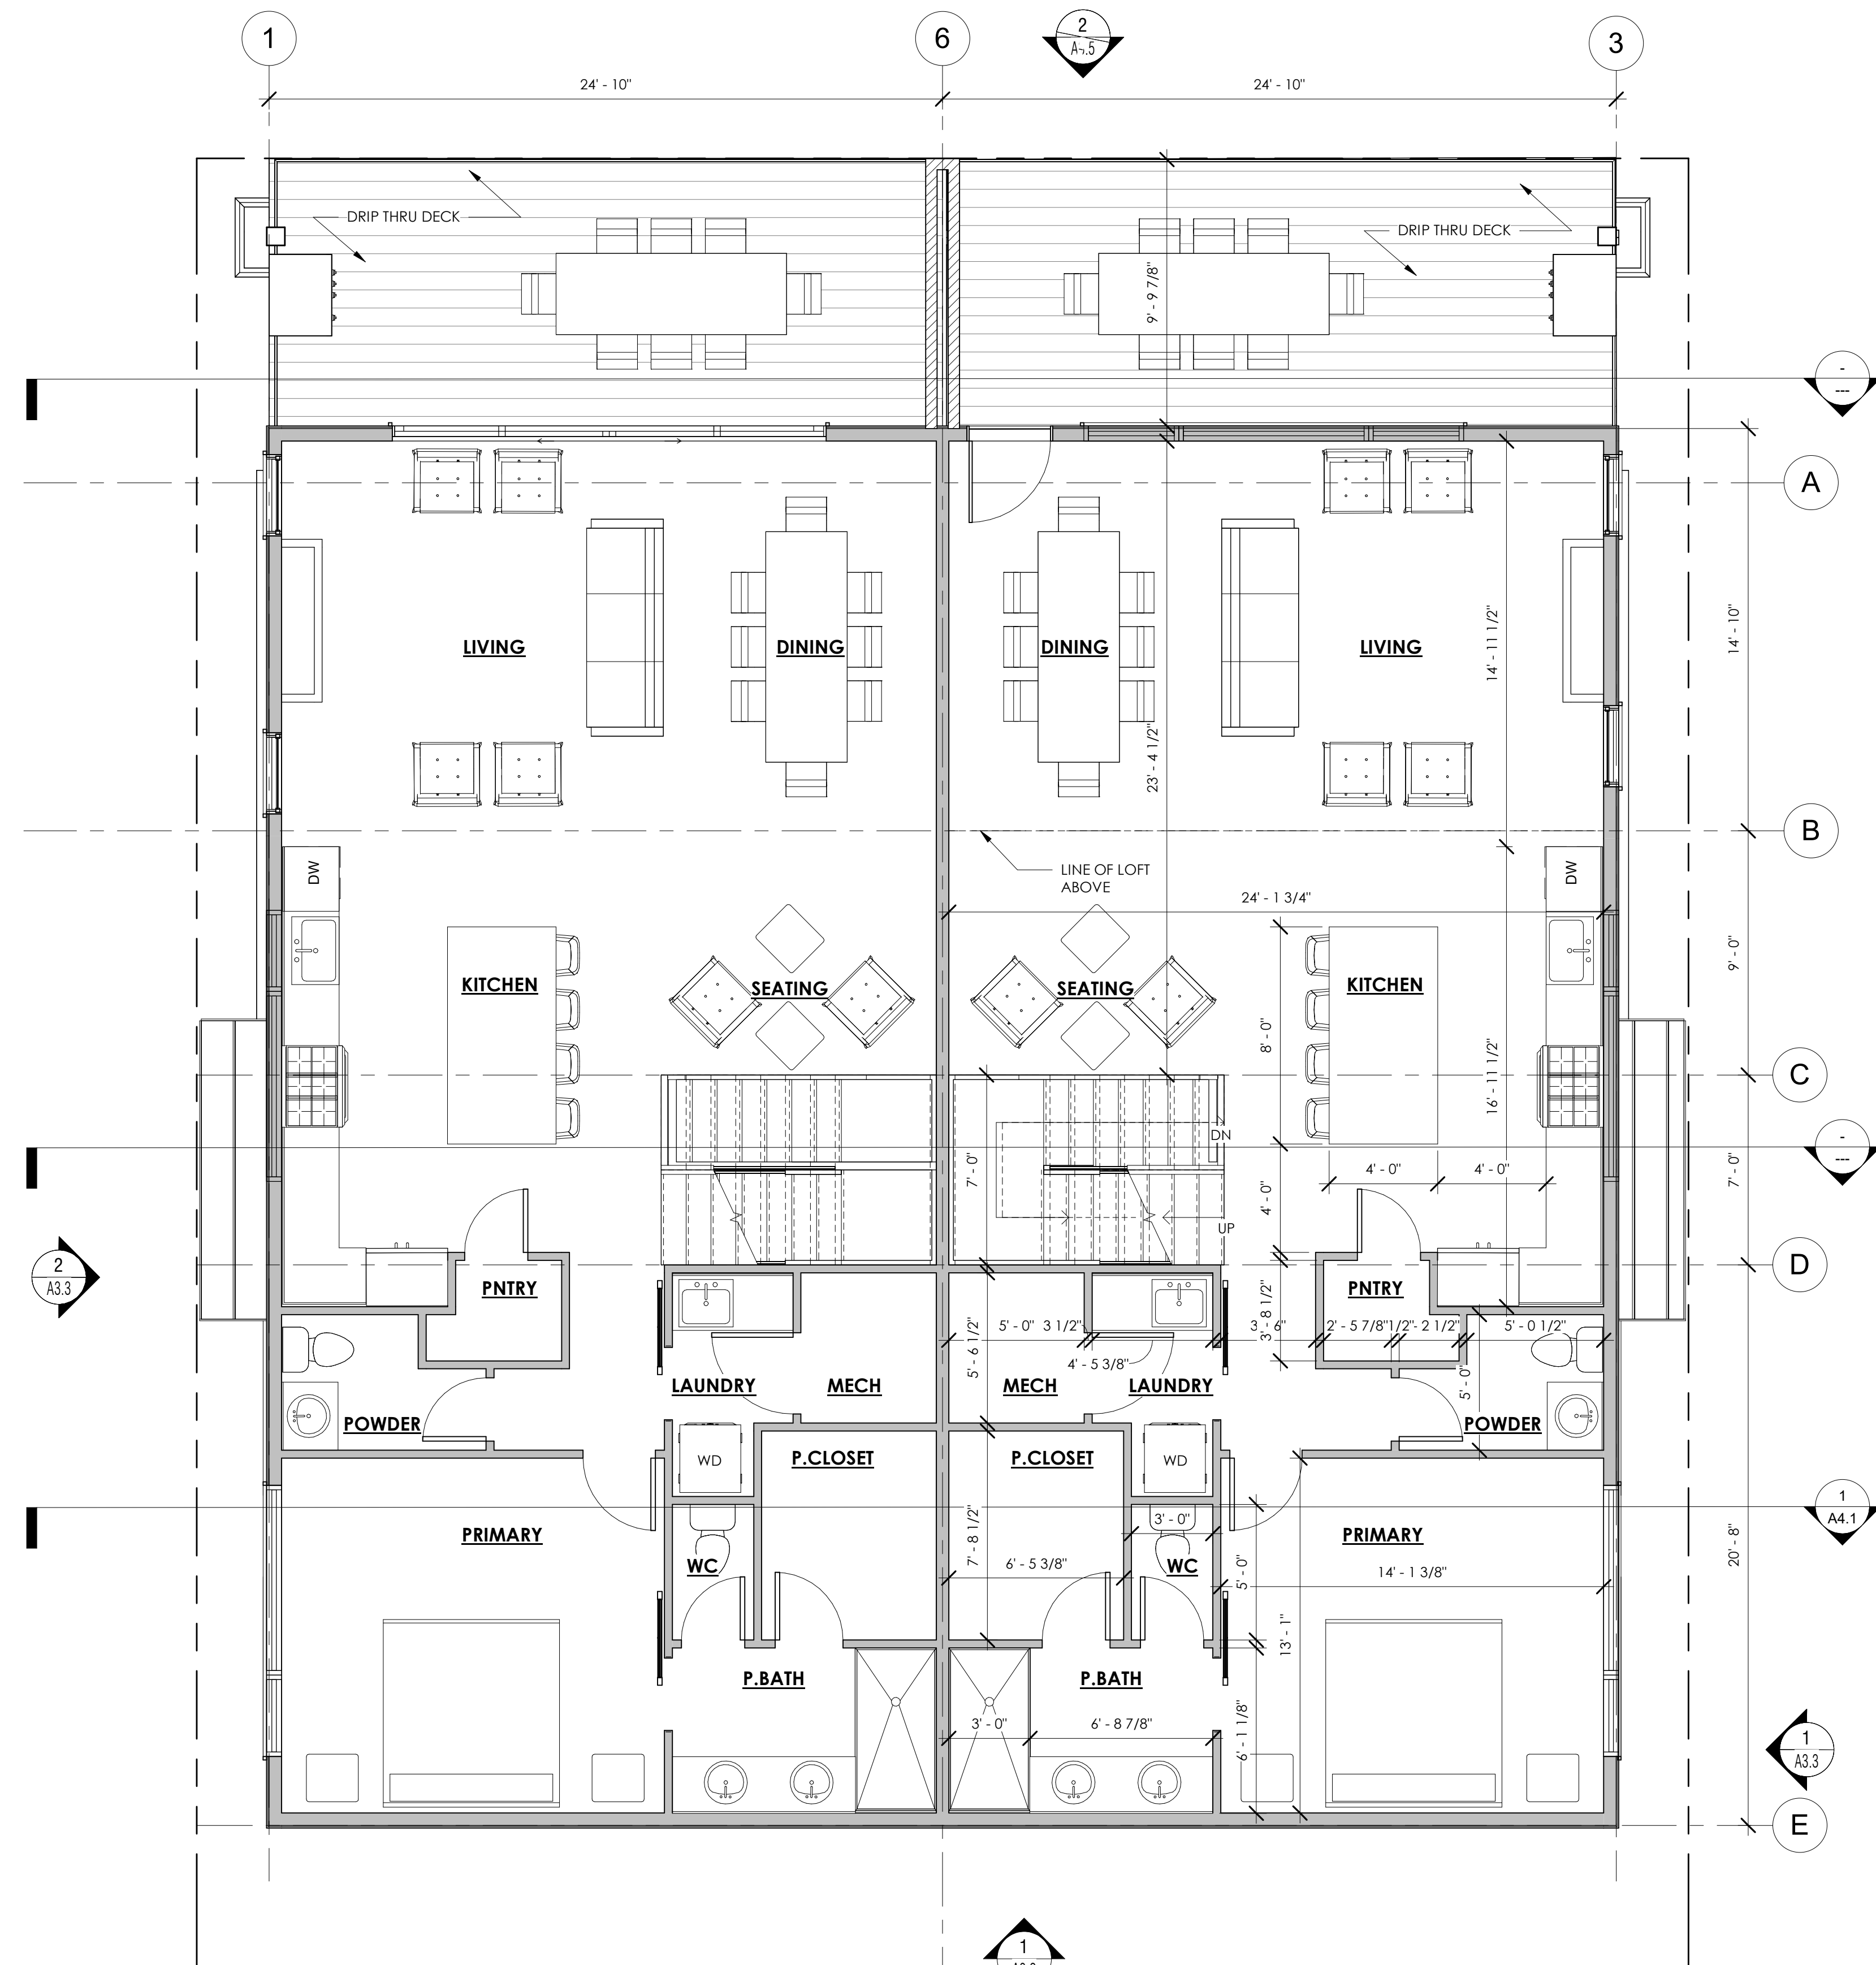 1
6
2
A-.5
3
24' - 10"
24' - 10"
DRIP THRU DECK
DRIP THRU DECK
9' - 9 7/8"
-
---
A
LIVING
DINING
DINING
LIVING
14' - 11 1/2"
14' - 10"
23' - 4 1/2"
B
DW
LINE OF LOFT
ABOVE
DW
24' - 1 3/4"
KITCHEN
SEATING
SEATING
KITCHEN
9' - 0"
8' - 0"
16' - 11 1/2"
C
DN
-
---
7' - 0"
4' - 0"
4' - 0"
7' - 0"
4' - 0"
UP
2
A3.3
D
PNTRY
PNTRY
3' - 8 1/2"
5' - 0"
3 1/2"
2' - 5 7/8"
5' - 0 1/2"
5' - 6 1/2"
4' - 5 3/8"
LAUNDRY
MECH
MECH
LAUNDRY
5' - 0"
POWDER
POWDER
WD
P.CLOSET
P.CLOSET
WD
1
A4.1
PRIMARY
7' - 8 1/2"
3' - 0"
PRIMARY
20' - 8"
WC
6' - 5 3/8"
WC
5' - 0"
14' - 1 3/8"
13' - 1"
P.BATH
P.BATH
3' - 0"
6' - 8 7/8"
6' - 1 1/8"
1
A3.3
E
1